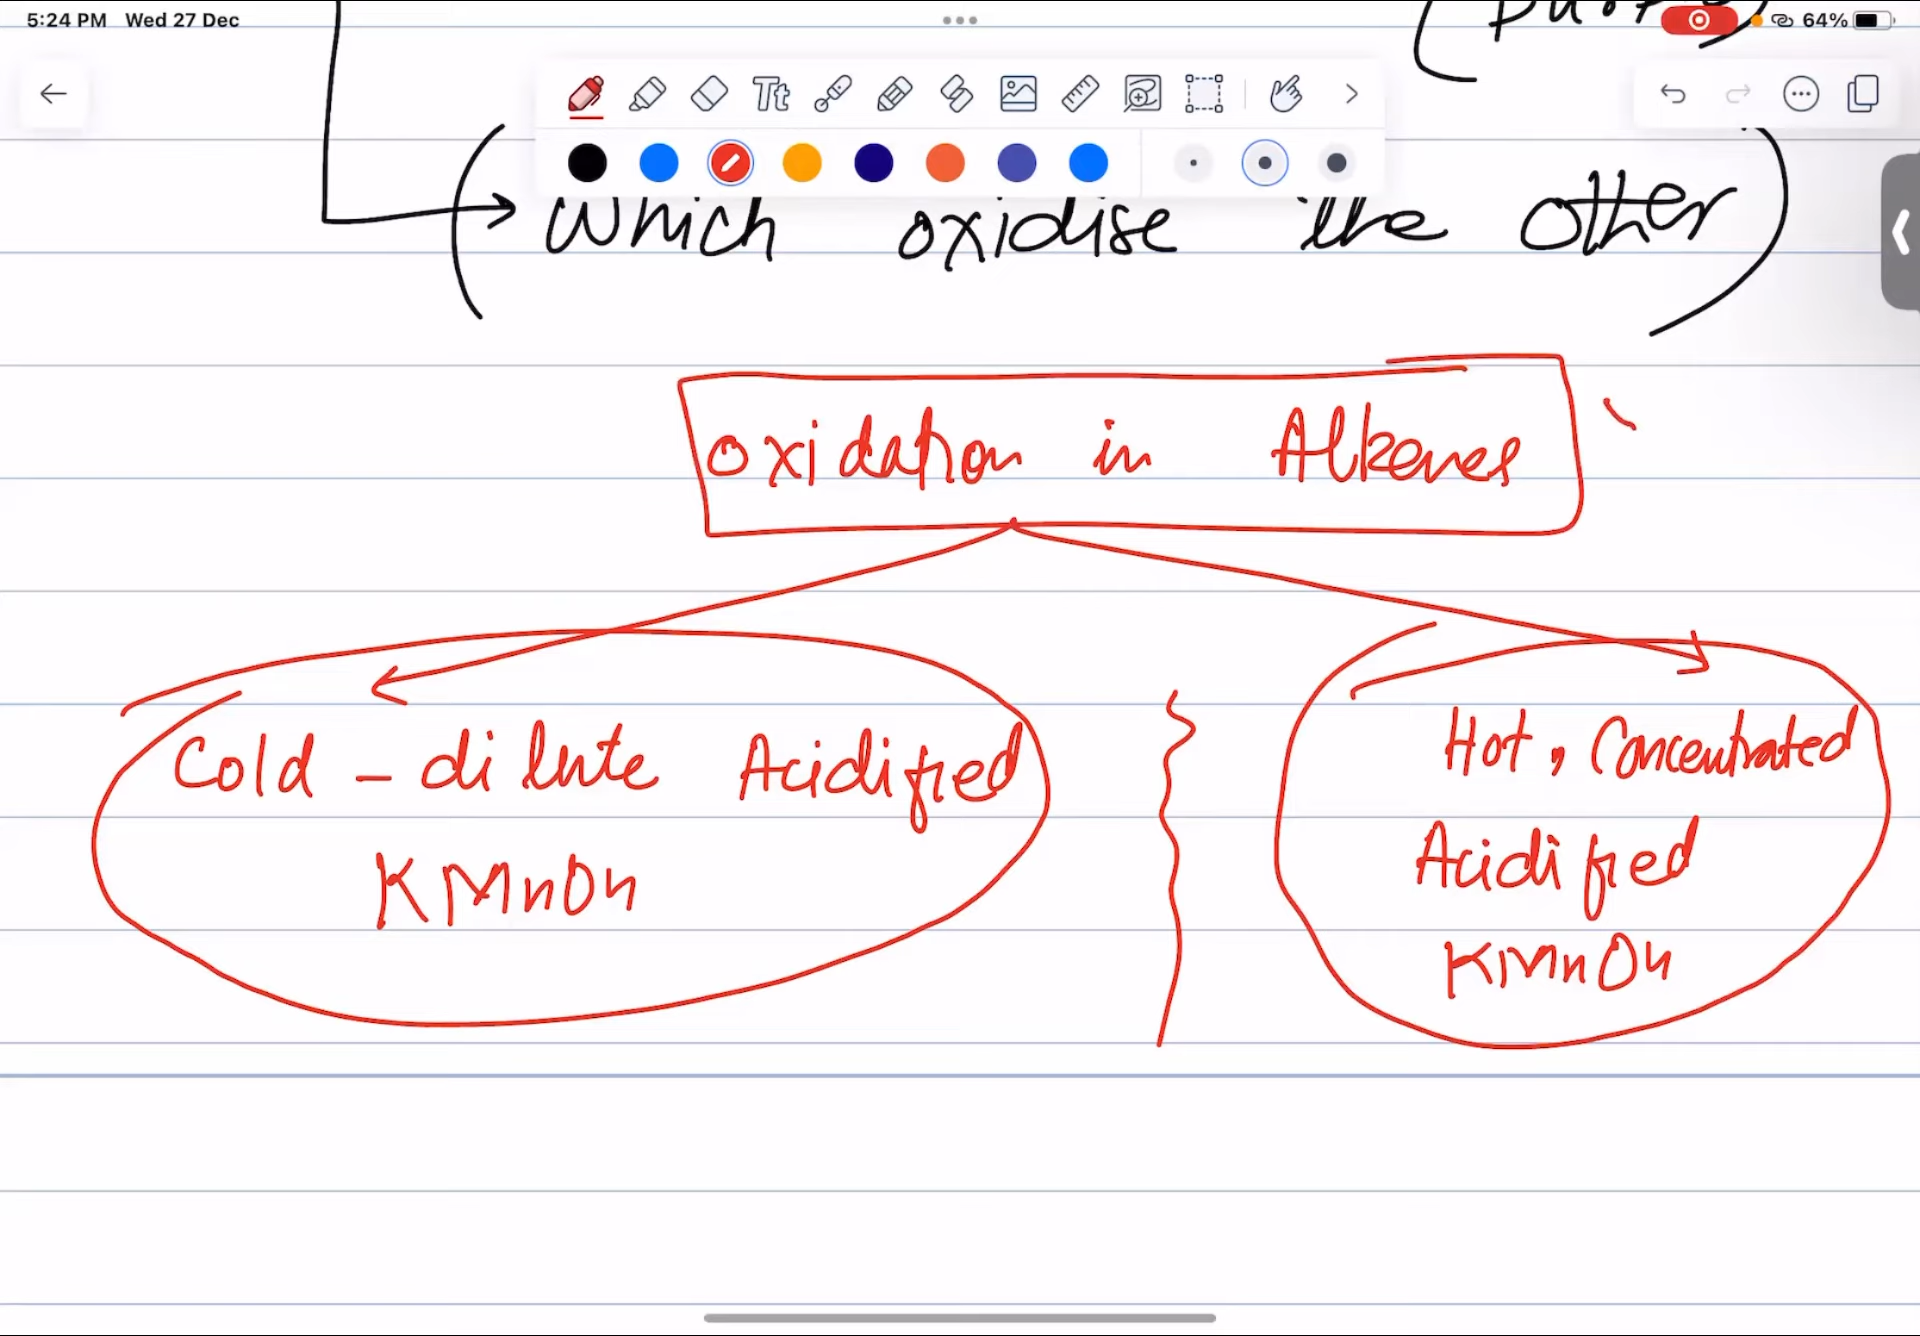 5:24 PM Wed 27 Dec
64%
Tt
Which oxidise the other
Oxidation in Alkenes
Cold - dilute Acidified
KMnO4
Hot, Concentrated
Acidified
KMnO4